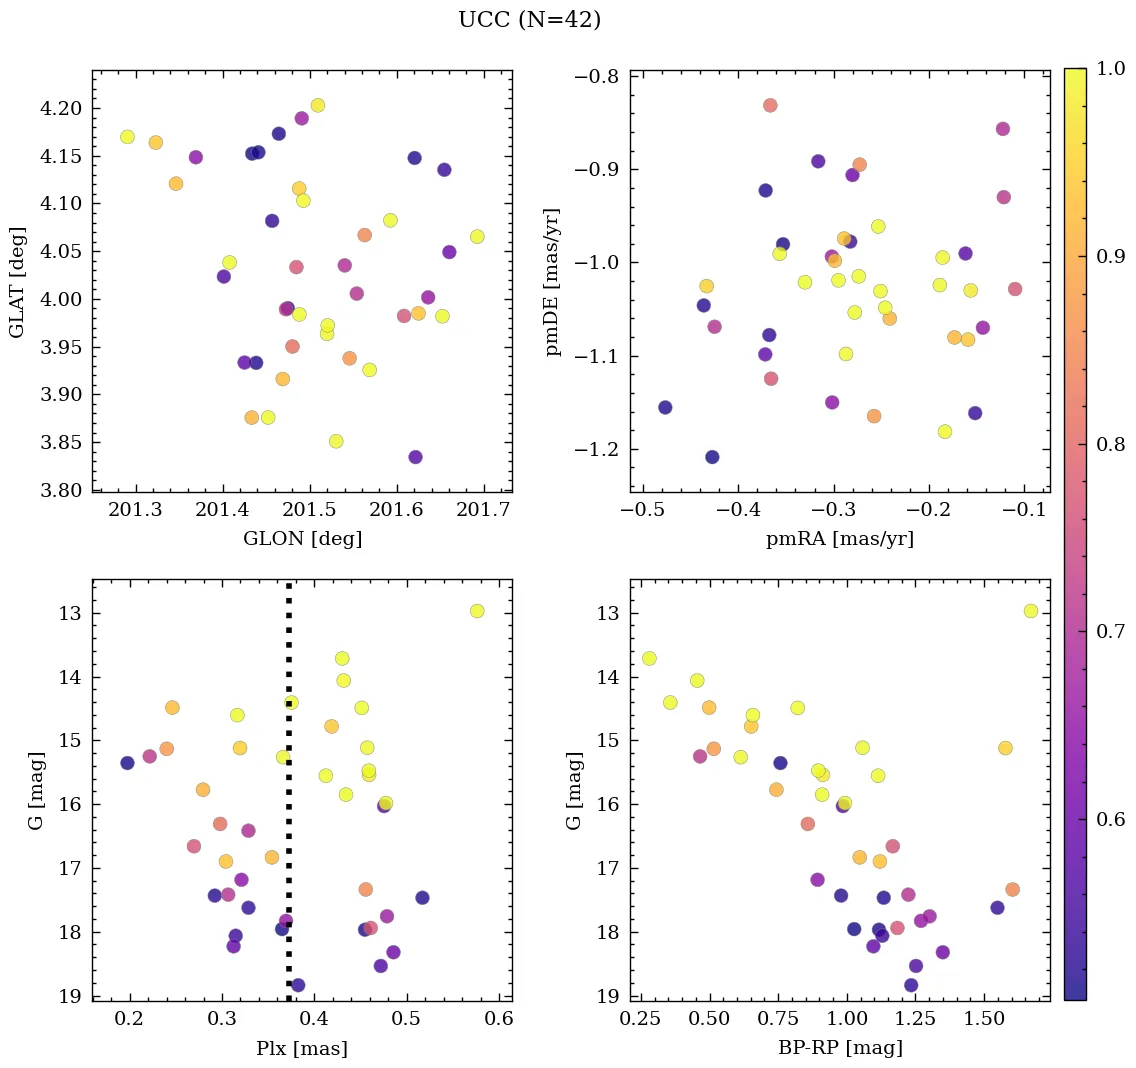 UCC (N=42)
4.20
4.15
4.10
4.05
4.00
3.95
3.90
3.85
3.80
GLAT [deg]
201.3 201.4 201.5 201.6 201.7
GLON [deg]
−0.8
−0.9
−1.0
−1.1
−1.2
pmDE [mas/yr]
−0.5 −0.4 −0.3 −0.2 −0.1
pmRA [mas/yr]
13
14
15
16
17
18
19
G [mag]
0.2 0.3 0.4 0.5 0.6
Plx [mas]
13
14
15
16
17
18
19
G [mag]
0.25 0.50 0.75 1.00 1.25 1.50
BP-RP [mag]
1.0
0.9
0.8
0.7
0.6